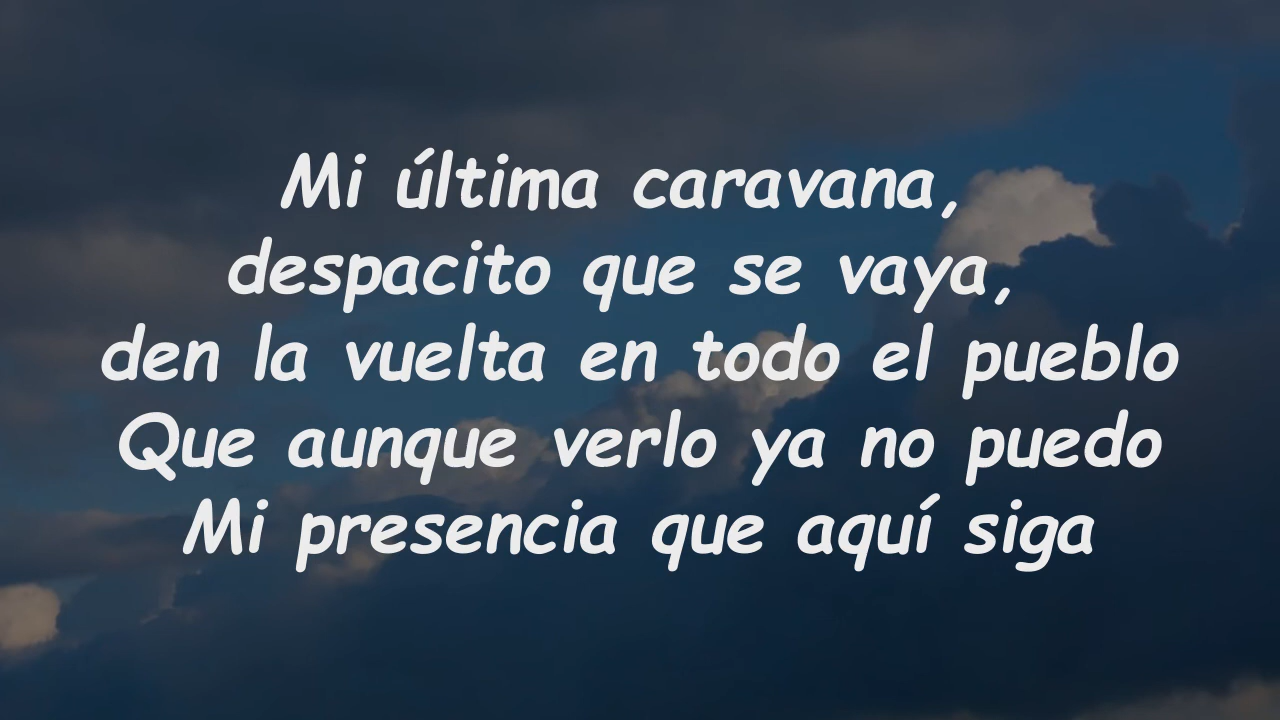 Mi última caravana,
despacito que se vaya,
den la vuelta en todo el pueblo
Que aunque verlo ya no puedo
Mi presencia que aquí siga